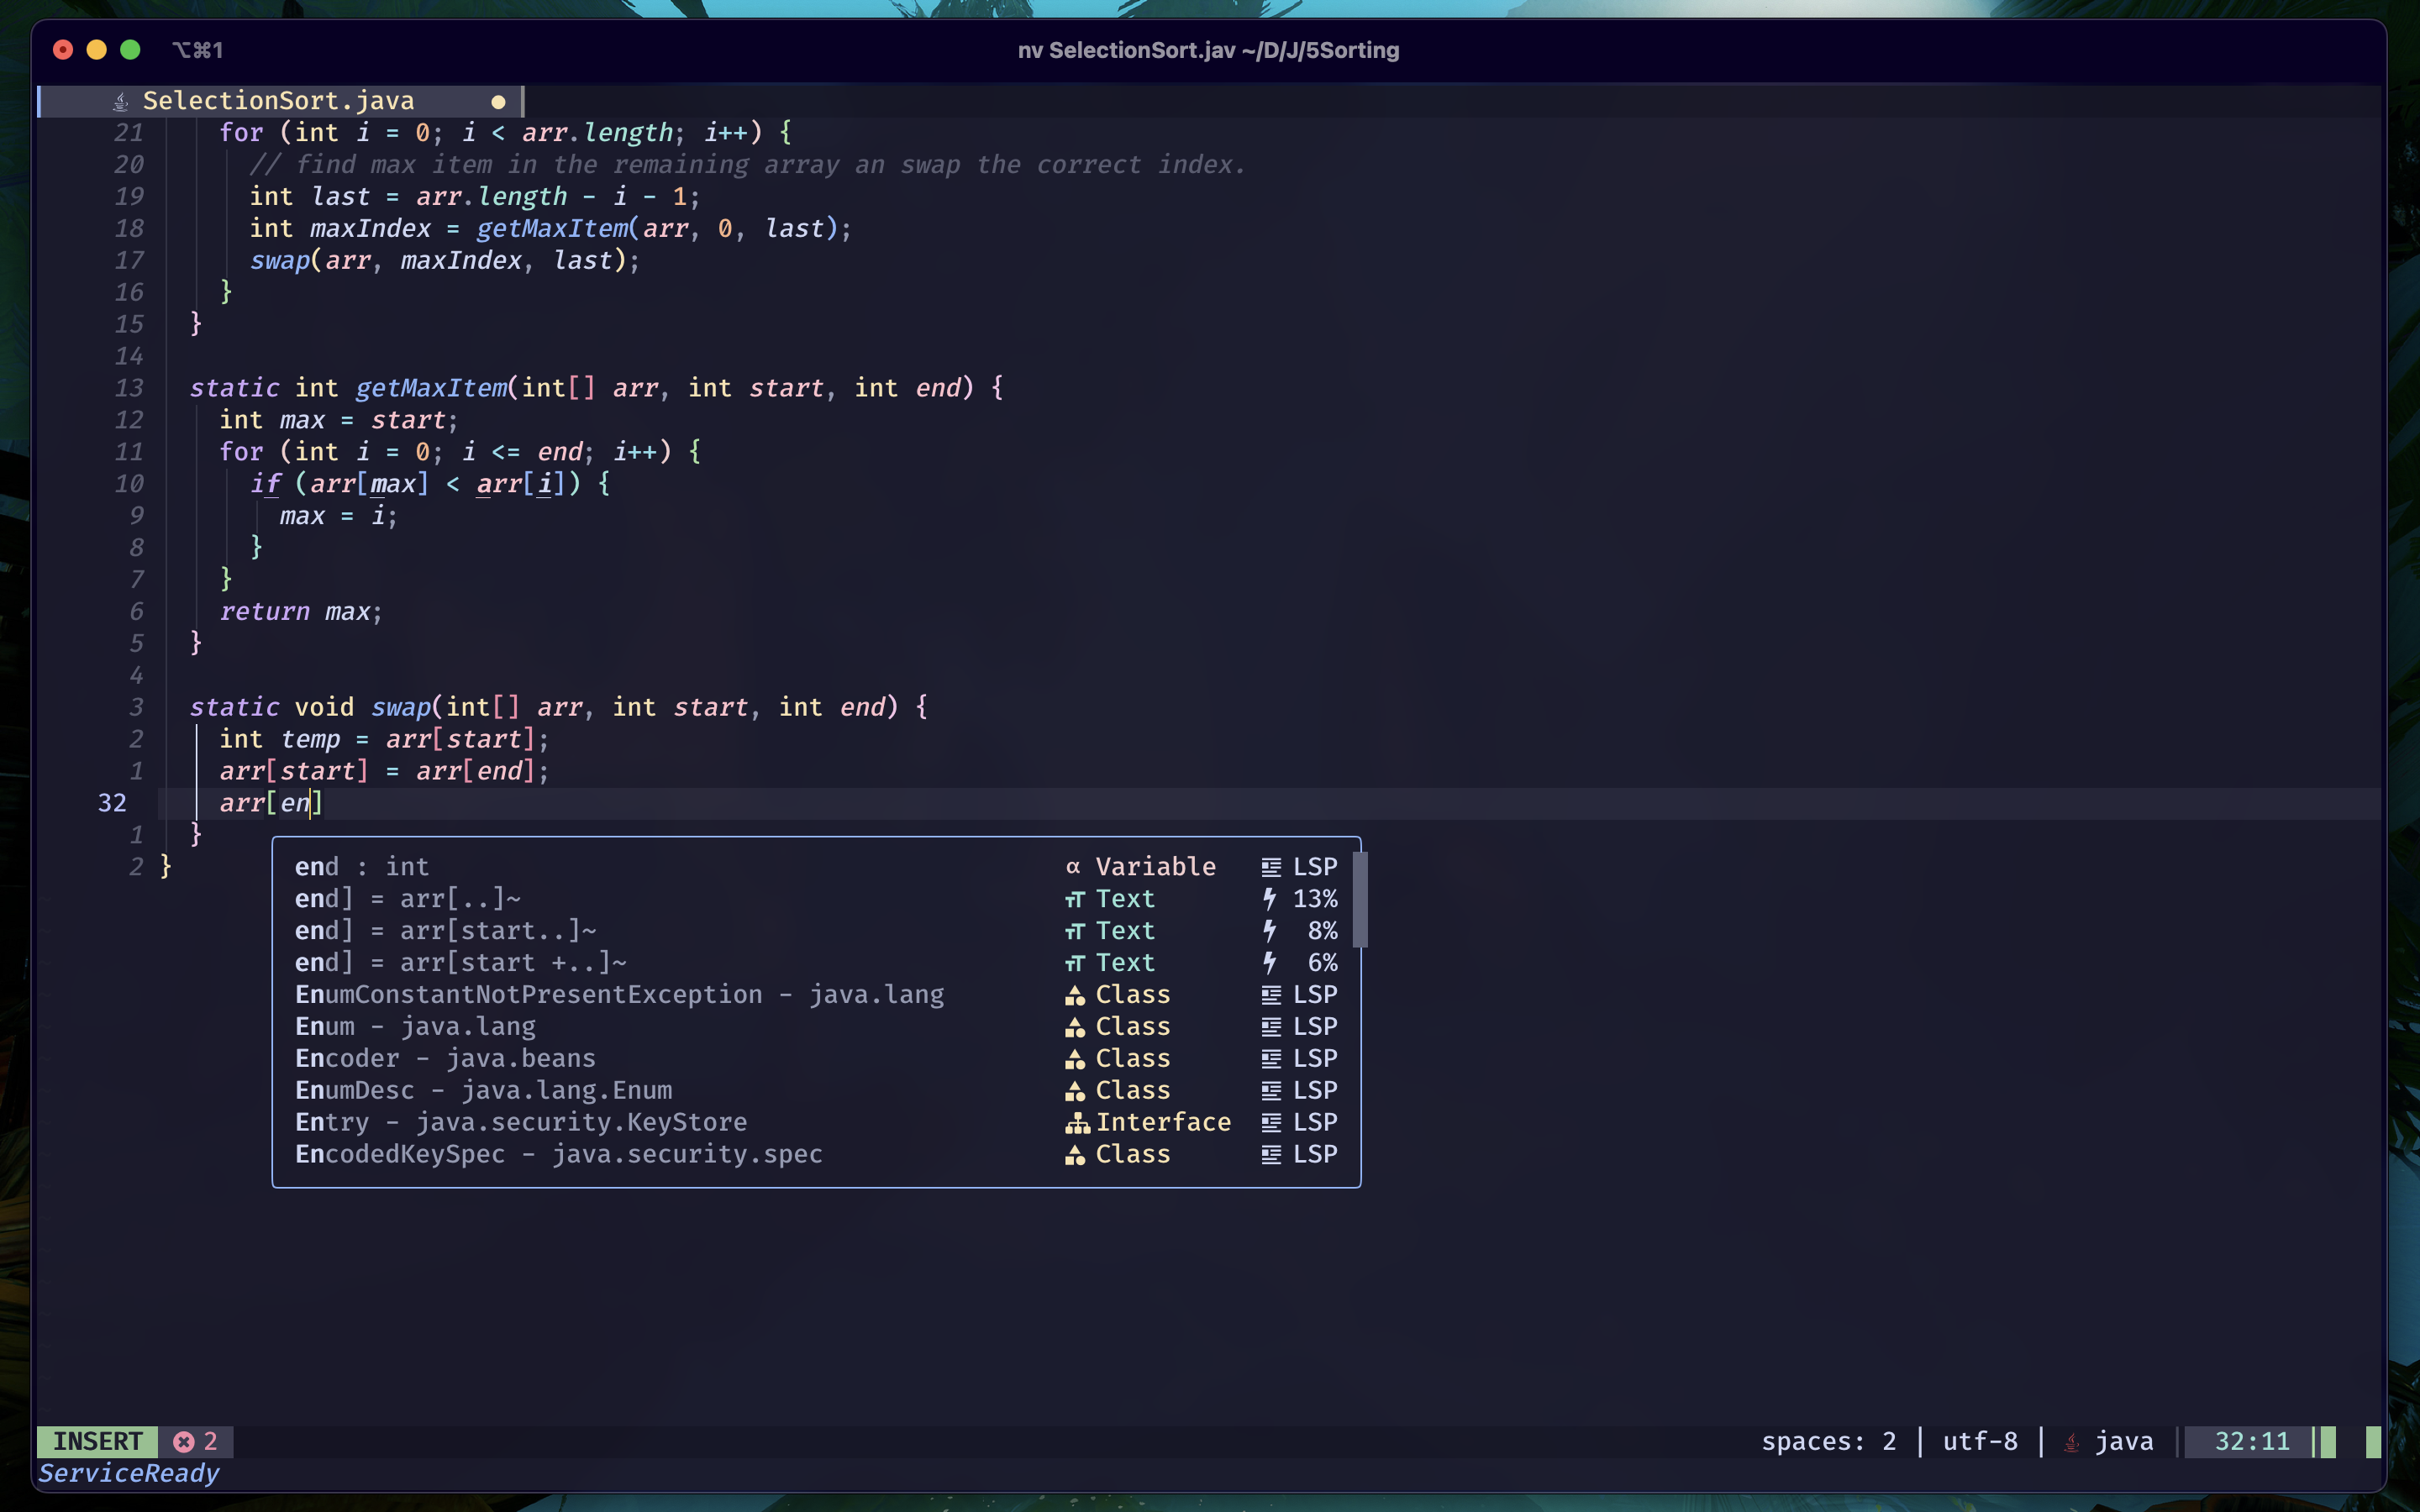 ⌥⌘1
nv SelectionSort.jav ~/D/J/5Sorting
SelectionSort.java
21 for (int i = 0; i < arr.length; i++) {
20 // find max item in the remaining array an swap the correct index.
19 int last = arr.length - i - 1;
18 int maxIndex = getMaxItem(arr, 0, last);
17 swap(arr, maxIndex, last);
16 }
15 }
14
13 static int getMaxItem(int[] arr, int start, int end) {
12 int max = start;
11 for (int i = 0; i <= end; i++) {
10 if (arr[max] < arr[i]) {
9 max = i;
8 }
7 }
6 return max;
5 }
4
3 static void swap(int[] arr, int start, int end) {
2 int temp = arr[start];
1 arr[start] = arr[end];
32 arr[en]
1 }
2 }
end : int α Variable LSP
end] = arr[..]~ Text 13%
end] = arr[start..]~ Text 8%
end] = arr[start +..]~ Text 6%
EnumConstantNotPresentException - java.lang Class LSP
Enum - java.lang Class LSP
Encoder - java.beans Class LSP
EnumDesc - java.lang.Enum Class LSP
Entry - java.security.KeyStore Interface LSP
EncodedKeySpec - java.security.spec Class LSP
INSERT 2 spaces: 2 | utf-8 | java | 32:11
ServiceReady